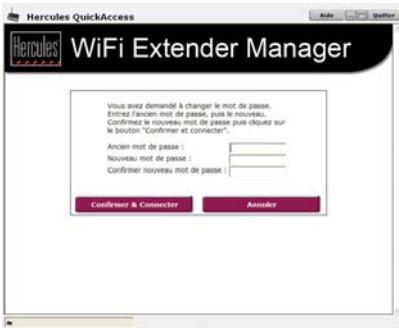 Hercules QuickAccess
Aide
Quitter
Hercules
WiFi Extender Manager
Vous avez demandé à changer le mot de passe.
Entrez l'ancien mot de passe, puis le nouveau.
Confirmez le nouveau mot de passe puis cliquez sur
le bouton "Confirmer et connecter".
Ancien mot de passe :
Nouveau mot de passe :
Confirmer nouveau mot de passe :
Confirmer & Connecter
Annuler